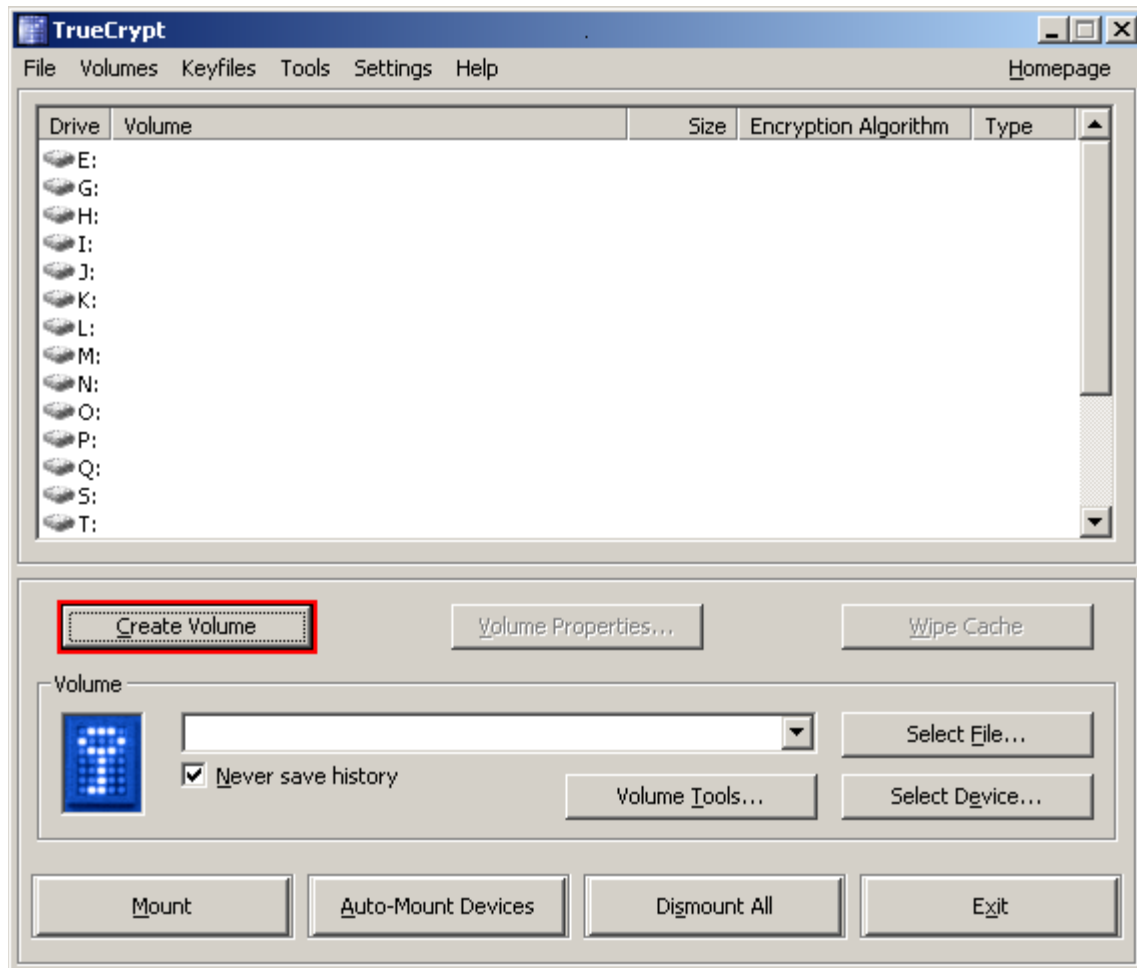 TrueCrypt
File Volumes Keyfiles Tools Settings Help Homepage
Drive Volume Size Encryption Algorithm Type
E:
G:
H:
I:
J:
K:
L:
M:
N:
O:
P:
Q:
S:
T:
Create Volume Volume Properties... Wipe Cache
Volume
Select File...
Never save history
Volume Tools... Select Device...
Mount Auto-Mount Devices Dismount All Exit